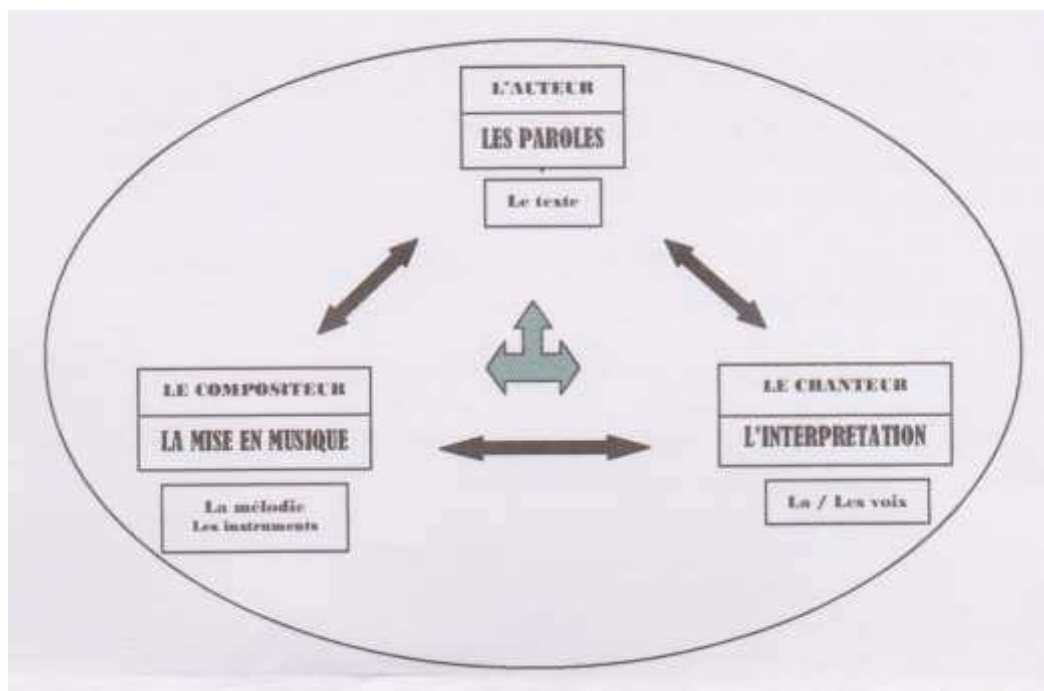 L'AUTEUR
LES PAROLES
Le texte
LE COMPOSITEUR
LA MISE EN MUSIQUE
La mélodie
Les instruments
LE CHANTEUR
L'INTERPRETATION
La / Les voix